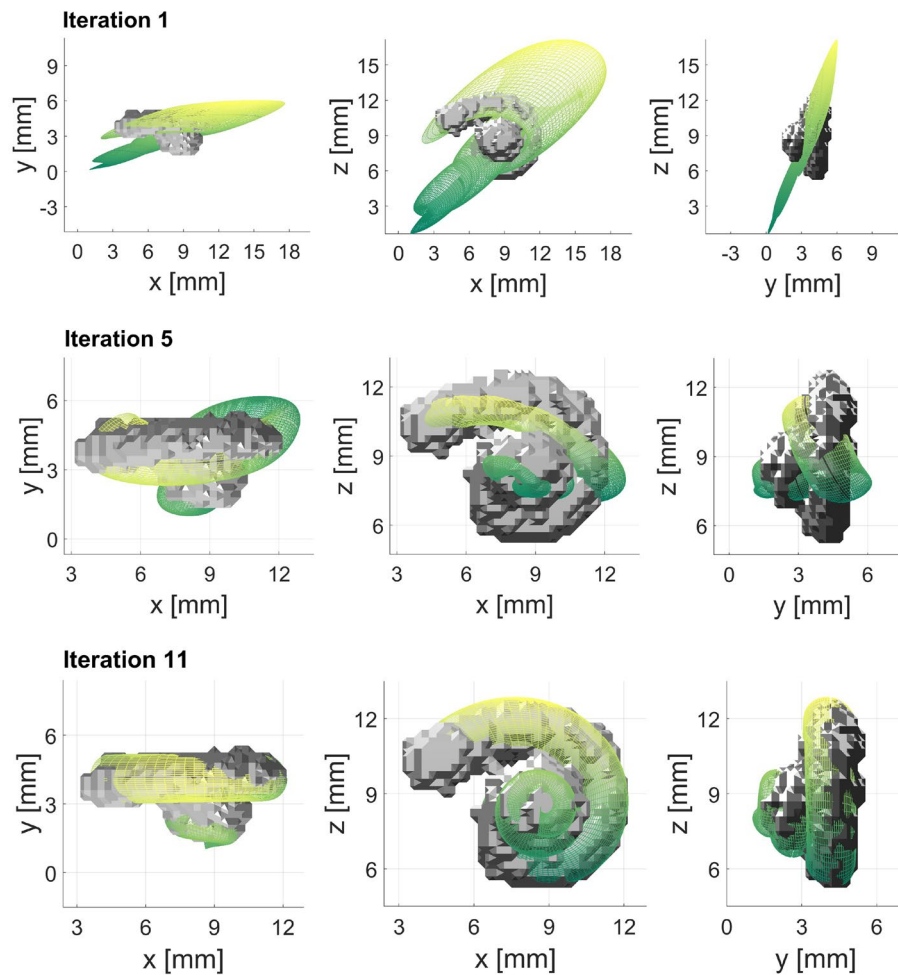 Iteration 1
9
6
3
0
-3
y [mm]
0 3 6 9 12 15 18
x [mm]
15
12
9
6
3
z [mm]
3 6 9 12 15 18
x [mm]
15
12
9
6
3
z [mm]
-3 0 3 6 9
y [mm]
Iteration 5
6
3
0
y [mm]
3 6 9 12
x [mm]
12
9
6
z [mm]
3 6 9 12
x [mm]
12
9
6
z [mm]
0 3 6
y [mm]
Iteration 11
6
3
0
y [mm]
3 6 9 12
x [mm]
12
9
6
z [mm]
3 6 9 12
x [mm]
12
9
6
z [mm]
0 3 6
y [mm]